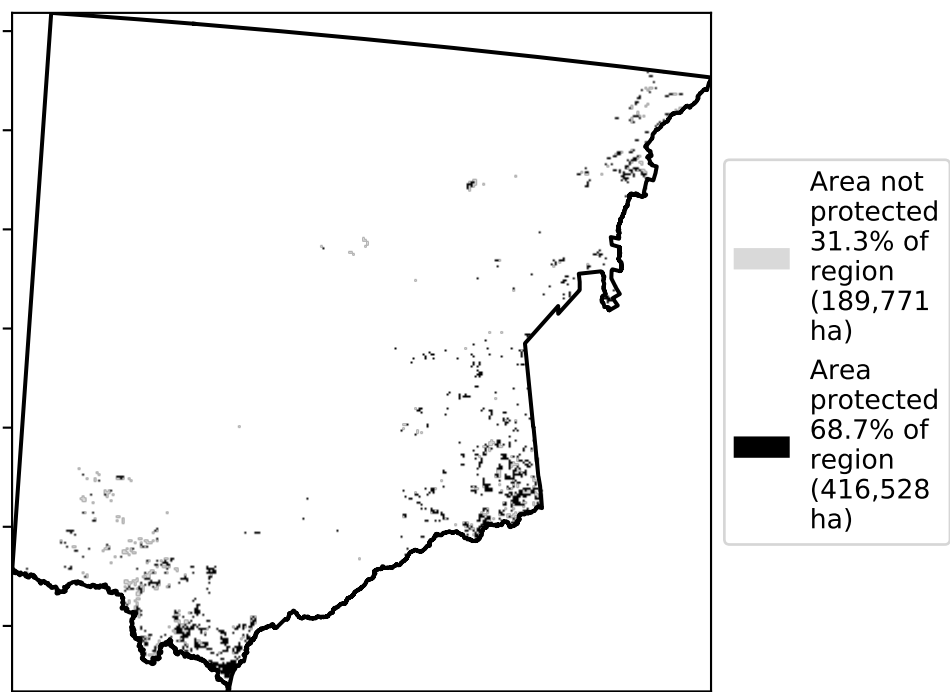 Area not
protected
31.3% of
region
(189,771
ha)
Area
protected
68.7% of
region
(416,528
ha)